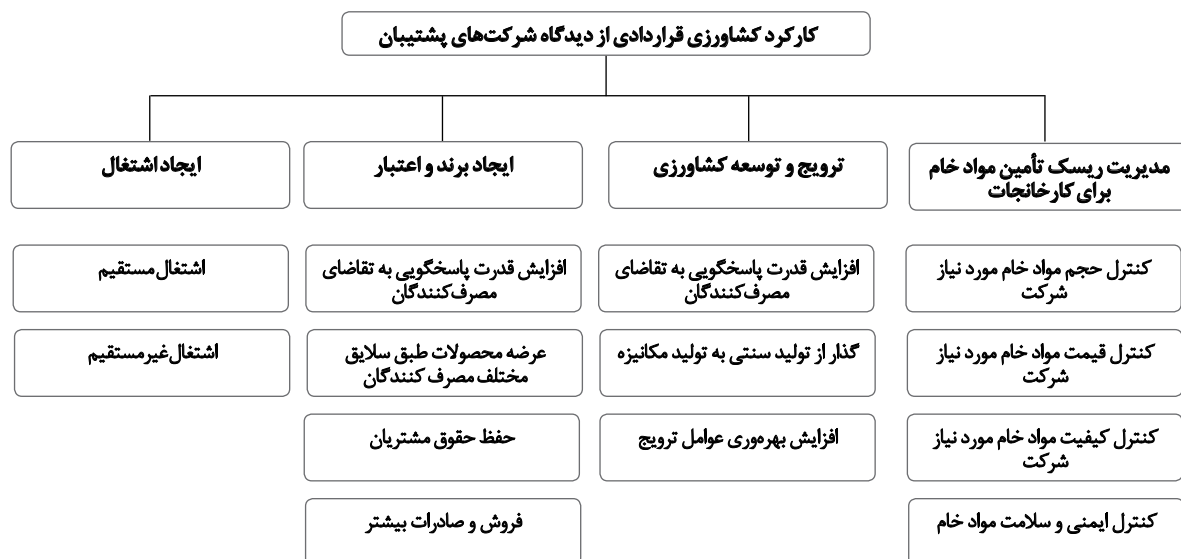 کارکرد کشاورزی قراردادی از دیدگاه شرکت‌های پشتیبان
مدیریت ریسک تأمین مواد خام
برای کارخانجات
ترویج و توسعه کشاورزی
ایجاد برند و اعتبار
ایجاد اشتغال
کنترل حجم مواد خام مورد نیاز
شرکت
افزایش قدرت پاسخگویی به تقاضای
مصرف‌کنندگان
افزایش قدرت پاسخگویی به تقاضای
مصرف‌کنندگان
اشتغال مستقیم
کنترل قیمت مواد خام مورد نیاز
شرکت
گذار از تولید سنتی به تولید مکانیزه
عرضه محصولات طبق سلایق
مختلف مصرف کنندگان
اشتغال غیرمستقیم
کنترل کیفیت مواد خام مورد نیاز
شرکت
افزایش بهره‌وری عوامل ترویج
حفظ حقوق مشتریان
کنترل ایمنی و سلامت مواد خام
فروش و صادرات بیشتر